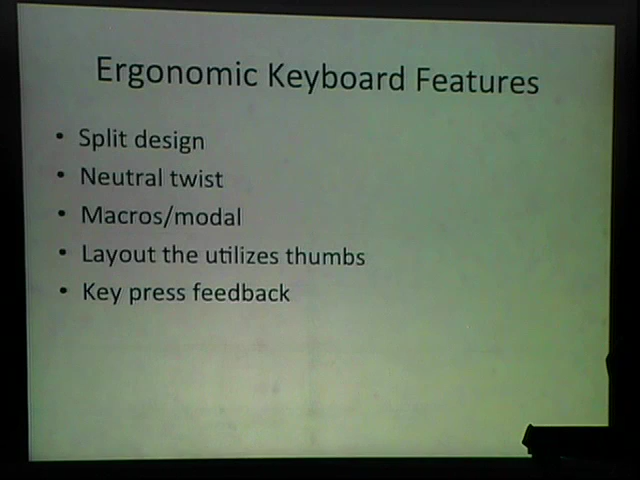 Ergonomic Keyboard Features
• Split design
• Neutral twist
• Macros/modal
• Layout the utilizes thumbs
• Key press feedback